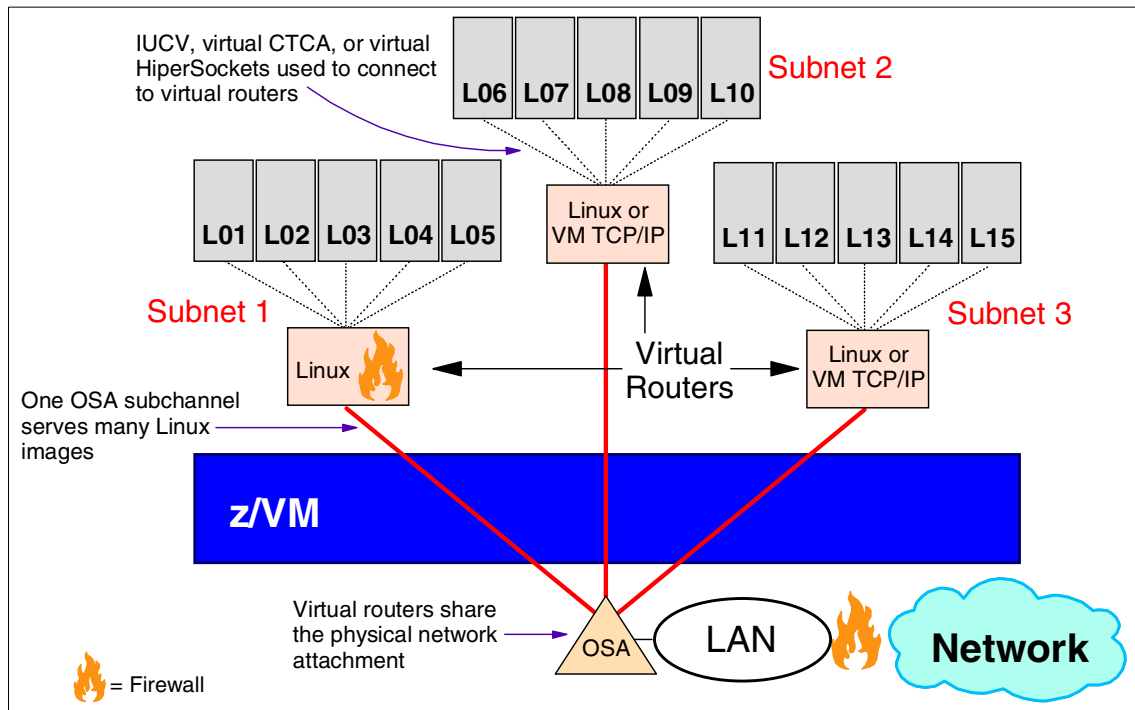 IUCV, virtual CTCA, or virtual
HiperSockets used to connect
to virtual routers
L06 L07 L08 L09 L10
Subnet 2
L01 L02 L03 L04 L05
Linux or
VM TCP/IP
L11 L12 L13 L14 L15
Subnet 1
Subnet 3
Linux
Virtual
Routers
Linux or
VM TCP/IP
One OSA subchannel
serves many Linux
images
z/VM
Virtual routers share
the physical network
attachment
OSA
LAN
Network
= Firewall